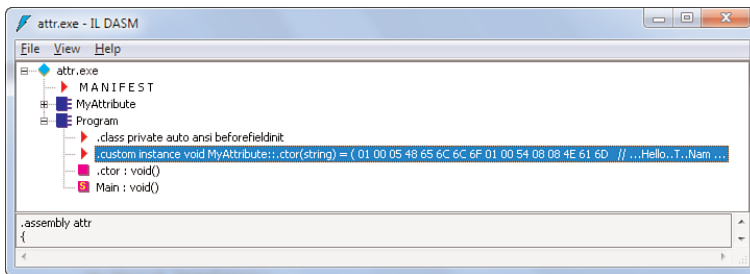 attr.exe - IL DASM
File View Help
attr.exe
MANIFEST
MyAttribute
Program
.class private auto ansi beforefieldinit
.custom instance void MyAttribute::.ctor(string) = ( 01 00 05 48 65 6C 6C 6F 01 00 54 08 08 4E 61 6D // ...Hello..T..Nam ...
.ctor : void()
S Main : void()
.assembly attr
{